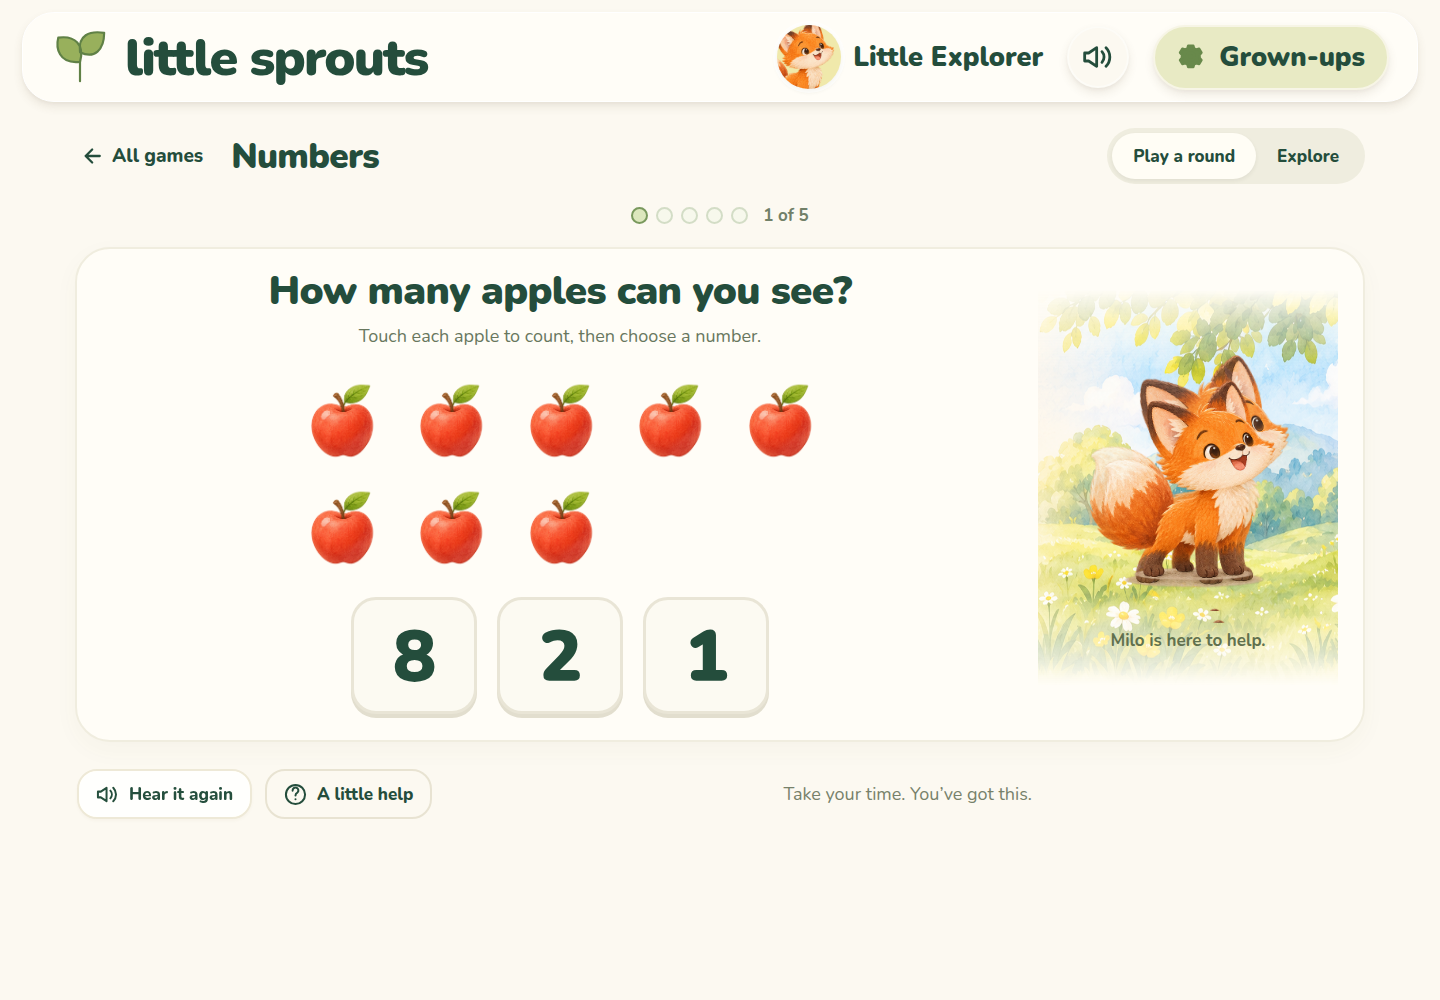 little sprouts
Little Explorer
Grown-ups
All games
Numbers
Play a round
Explore
1 of 5
How many apples can you see?
Touch each apple to count, then choose a number.
8 2 1
Milo is here to help.
Hear it again
A little help
Take your time. You’ve got this.